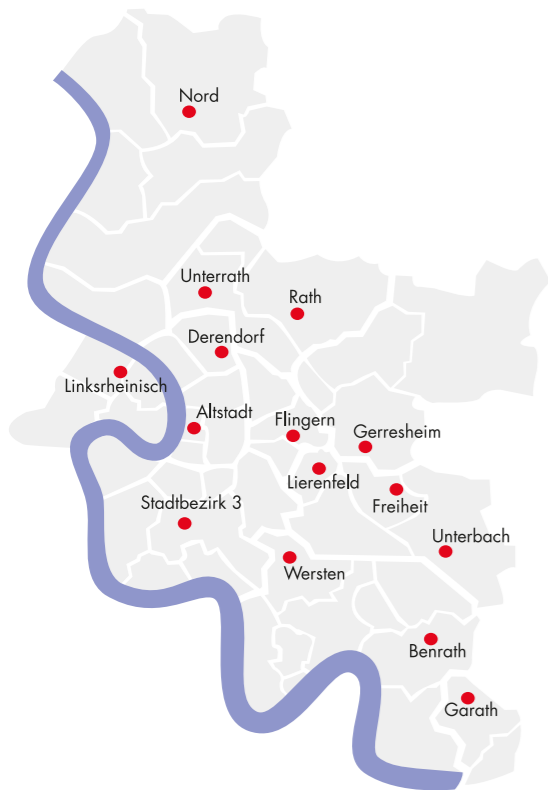 Nord
Unterrath
Rath
Derendorf
Linksrheinisch
Altstadt
Flingern
Gerresheim
Lierenfeld
Freiheit
Stadtbezirk 3
Unterbach
Wersten
Benrath
Garath